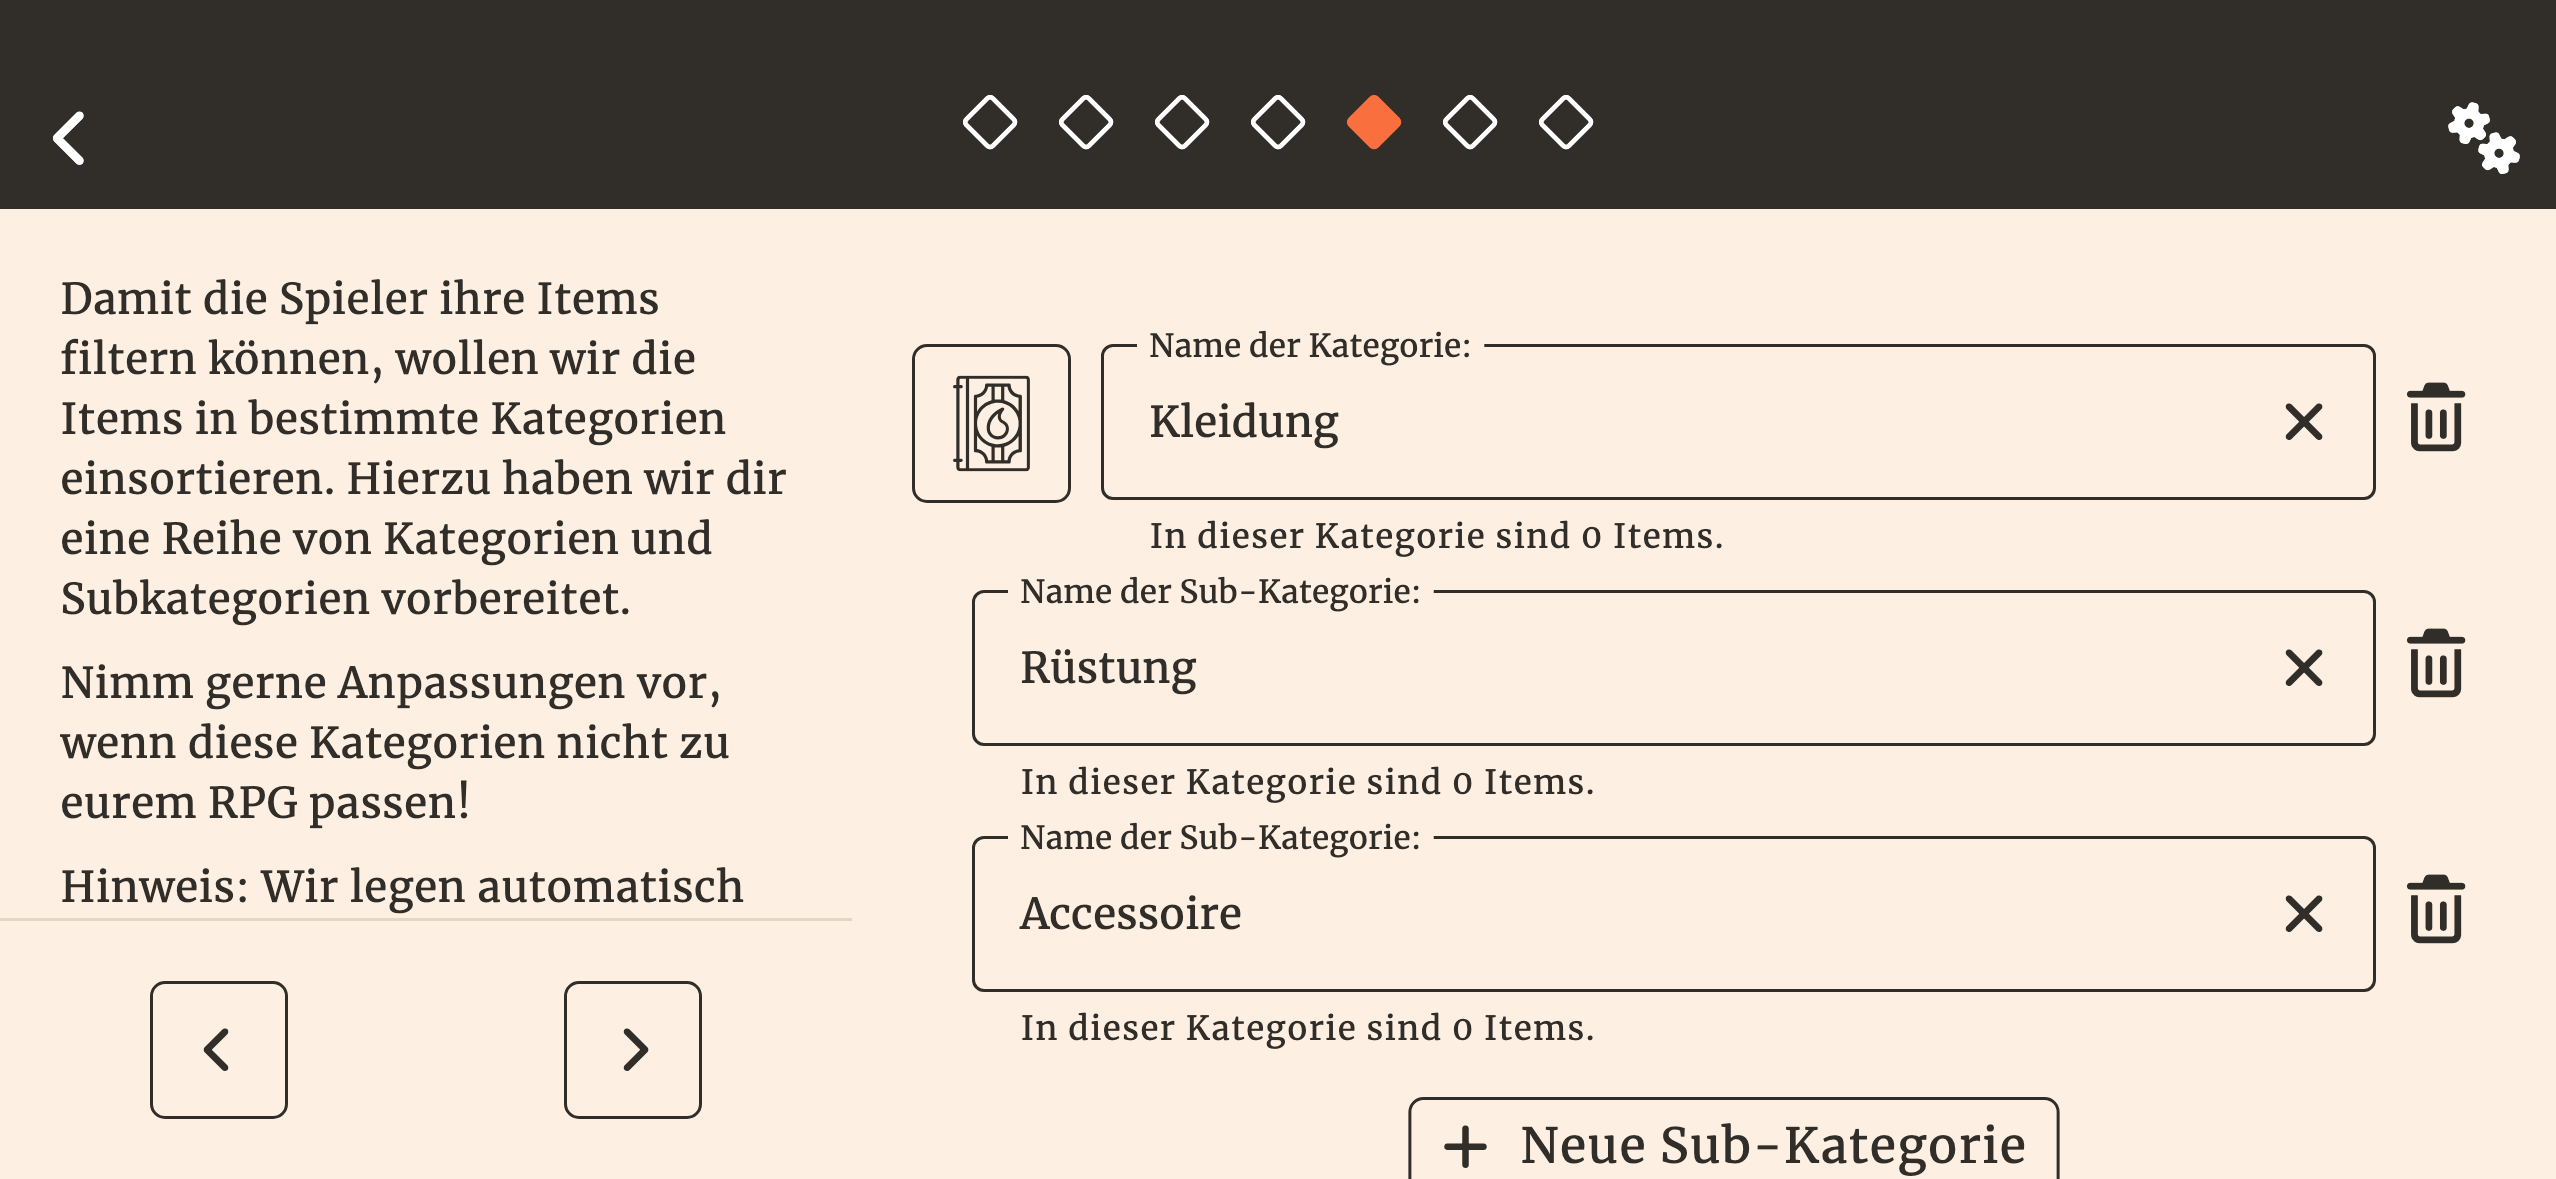 Damit die Spieler ihre Items
filtern können, wollen wir die
Items in bestimmte Kategorien
einsortieren. Hierzu haben wir dir
eine Reihe von Kategorien und
Subkategorien vorbereitet.
Nimm gerne Anpassungen vor,
wenn diese Kategorien nicht zu
eurem RPG passen!
Hinweis: Wir legen automatisch
Name der Kategorie:
Kleidung
In dieser Kategorie sind 0 Items.
Name der Sub-Kategorie:
Rüstung
In dieser Kategorie sind 0 Items.
Name der Sub-Kategorie:
Accessoire
In dieser Kategorie sind 0 Items.
Neue Sub-Kategorie